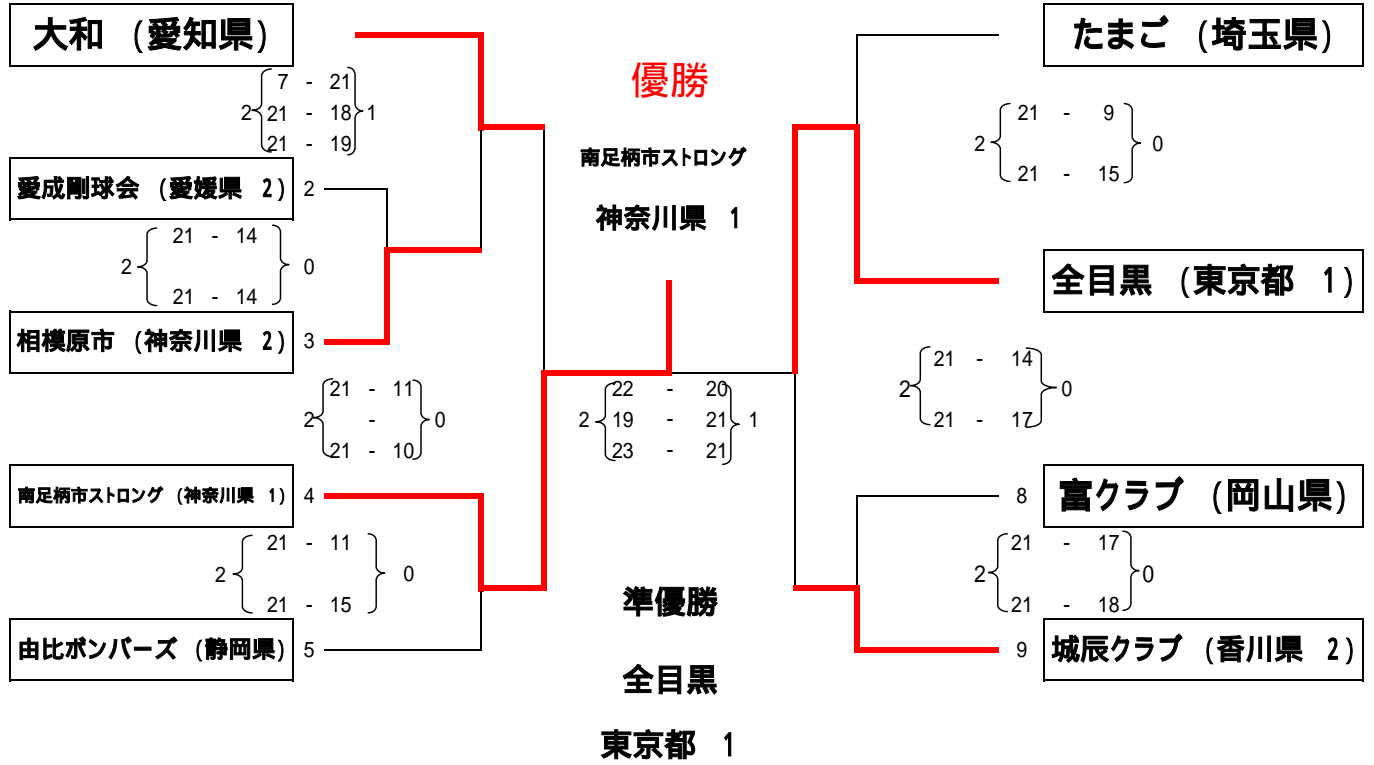 大和 (愛知県)
7 - 21
2 21 - 18 1
21 - 19
愛成剛球会 (愛媛県 2) 2
21 - 14
2 0
21 - 14
相模原市 (神奈川県 2) 3
21 - 11
2 - 0
21 - 10
南足柄市ストロング (神奈川県 1) 4
21 - 11
2 0
21 - 15
由比ボンバーズ (静岡県) 5
優勝
南足柄市ストロング
神奈川県 1
22 - 20
2 19 - 21 1
23 - 21
準優勝
全目黒
東京都 1
たまご (埼玉県)
21 - 9
2 0
21 - 15
全目黒 (東京都 1)
21 - 14
2 0
21 - 17
8 富クラブ (岡山県)
21 - 17
2 0
21 - 18
9 城辰クラブ (香川県 2)